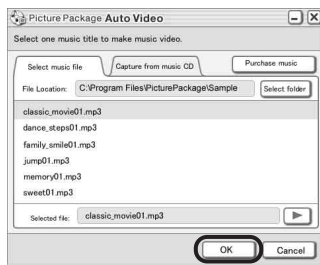 Picture Package Auto Video
Select one music title to make music video.
Select music file
Capture from music CD
Purchase music
File Location: C:\Program Files\PicturePackage\Sample
Select folder
classic_movie01.mp3
dance_steps01.mp3
family_smile01.mp3
jump01.mp3
memory01.mp3
sweet01.mp3
Selected file: classic_movie01.mp3
OK
Cancel